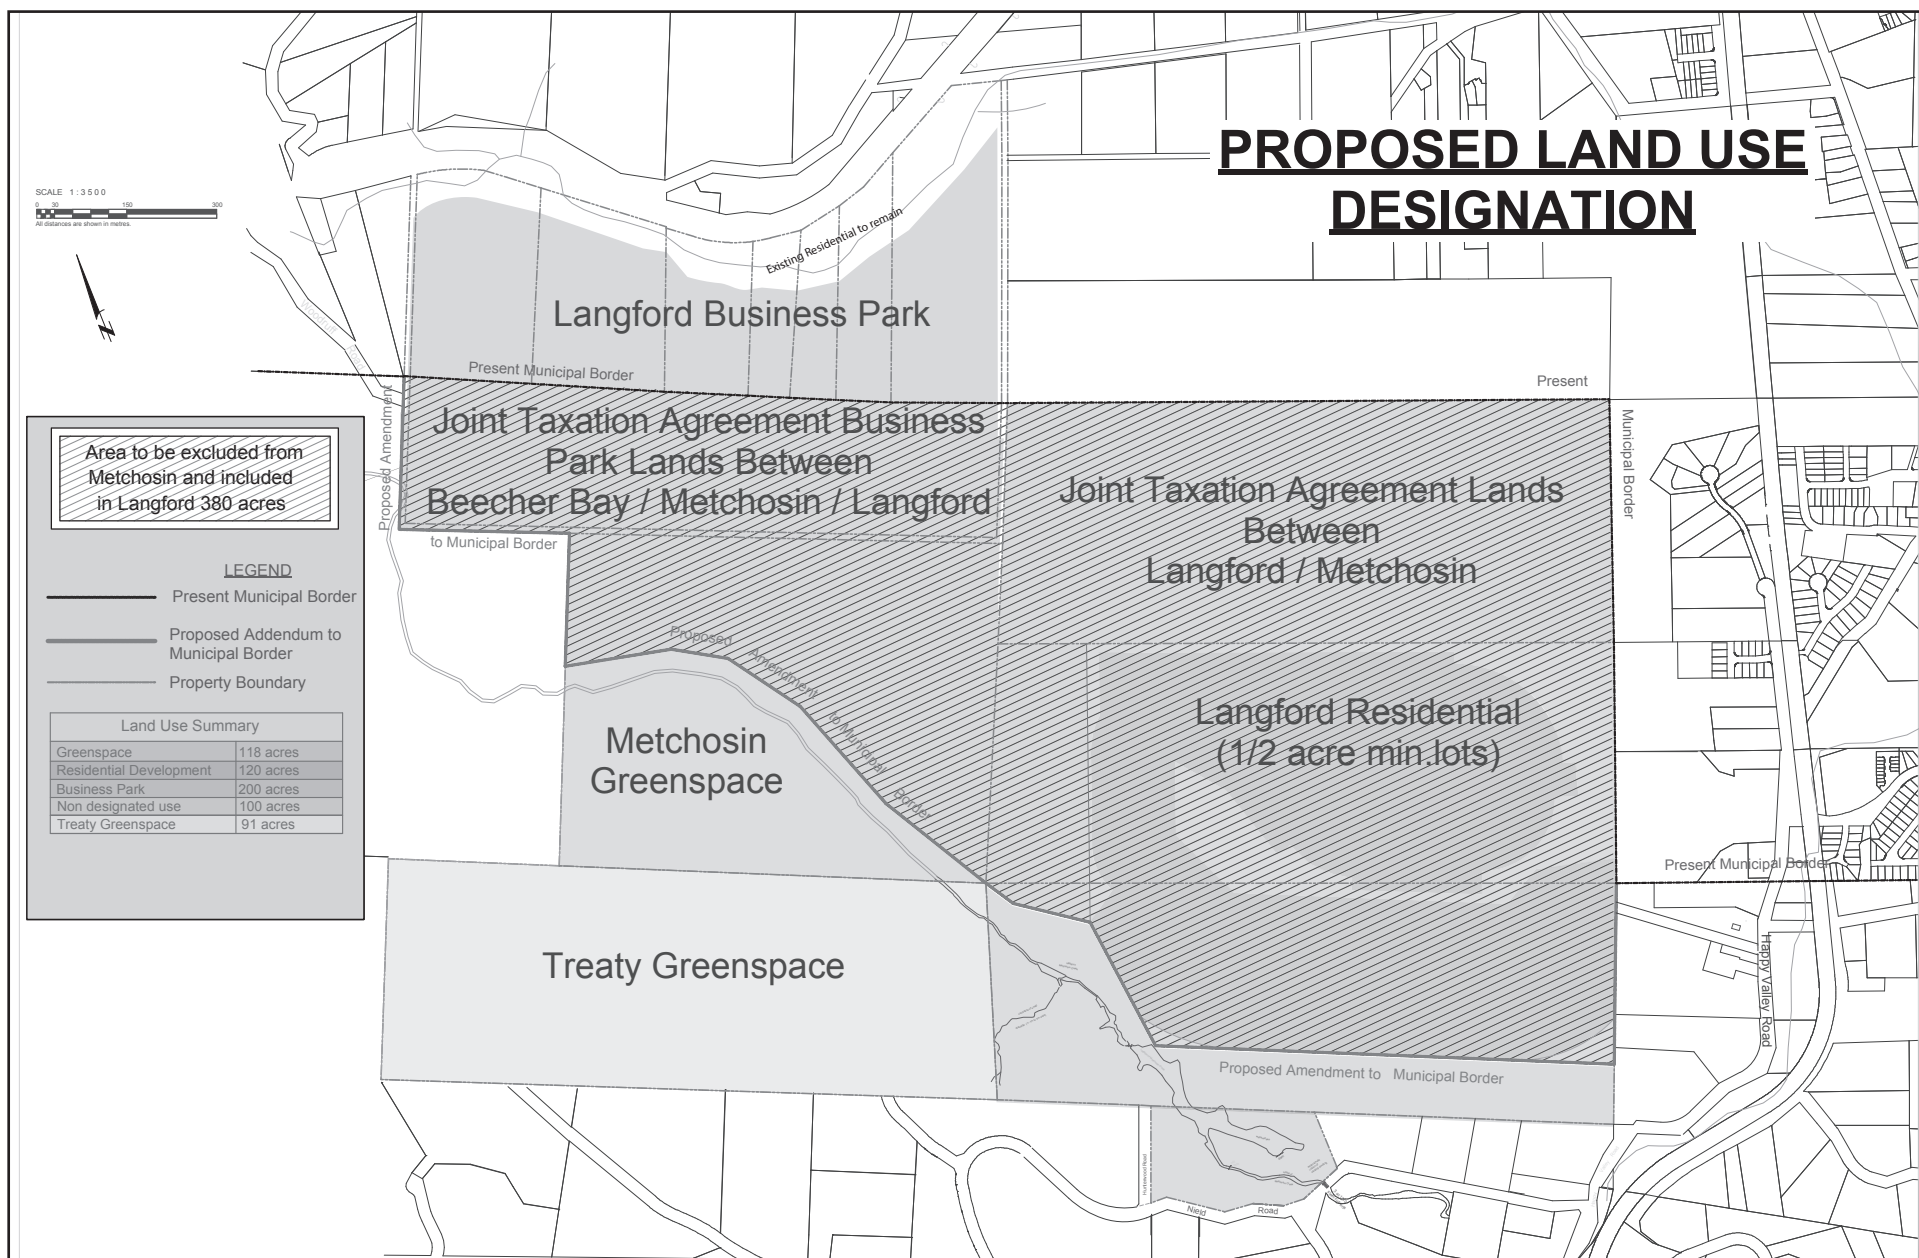 PROPOSED LAND USE
DESIGNATION
SCALE 1 : 3 5 0 0
0 30 150 300
All distances are shown in metres.
N
Existing Residential to remain
Langford Business Park
Woodruff
Road
Present Municipal Border
Present
Municipal Border
Proposed Amendment
to Municipal Border
Joint Taxation Agreement Business
Park Lands Between
Beecher Bay / Metchosin / Langford
Joint Taxation Agreement Lands
Between
Langford / Metchosin
Area to be excluded from
Metchosin and included
in Langford 380 acres
LEGEND
Present Municipal Border
Proposed Addendum to
Municipal Border
Property Boundary
Land Use Summary
Greenspace 118 acres
Residential Development 120 acres
Business Park 200 acres
Non designated use 100 acres
Treaty Greenspace 91 acres
Proposed
Amendment
to Municipal
Border
Langford Residential
(1/2 acre min.lots)
Metchosin
Greenspace
Present Municipal Border
Treaty Greenspace
Happy Valley Road
Proposed Amendment to Municipal Border
Nield Road